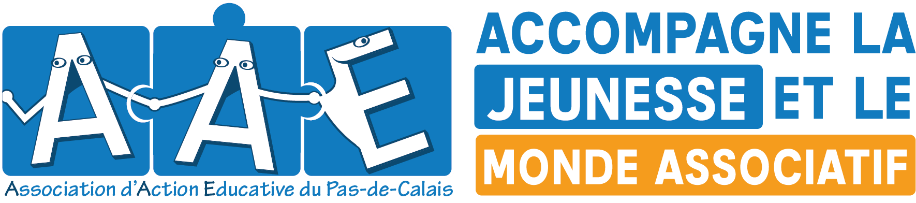 AAE
Association d'Action Educative du Pas-de-Calais
ACCOMPAGNE LA
JEUNESSE ET LE
MONDE ASSOCIATIF